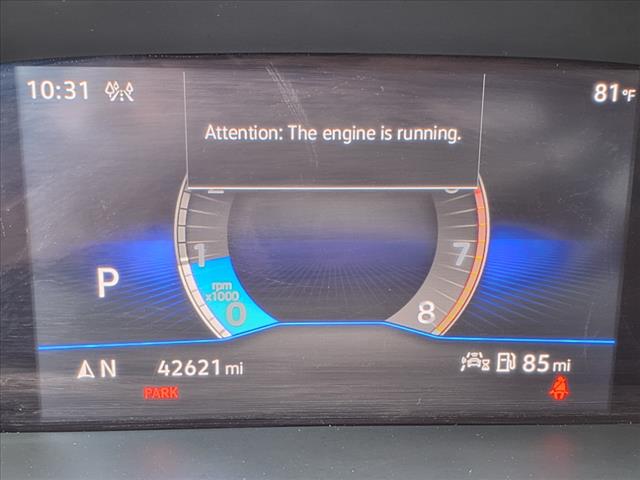 10:31
81°F
Attention: The engine is running.
1
7
rpm
x1000
0
8
P
N
42621 mi
85 mi
PARK